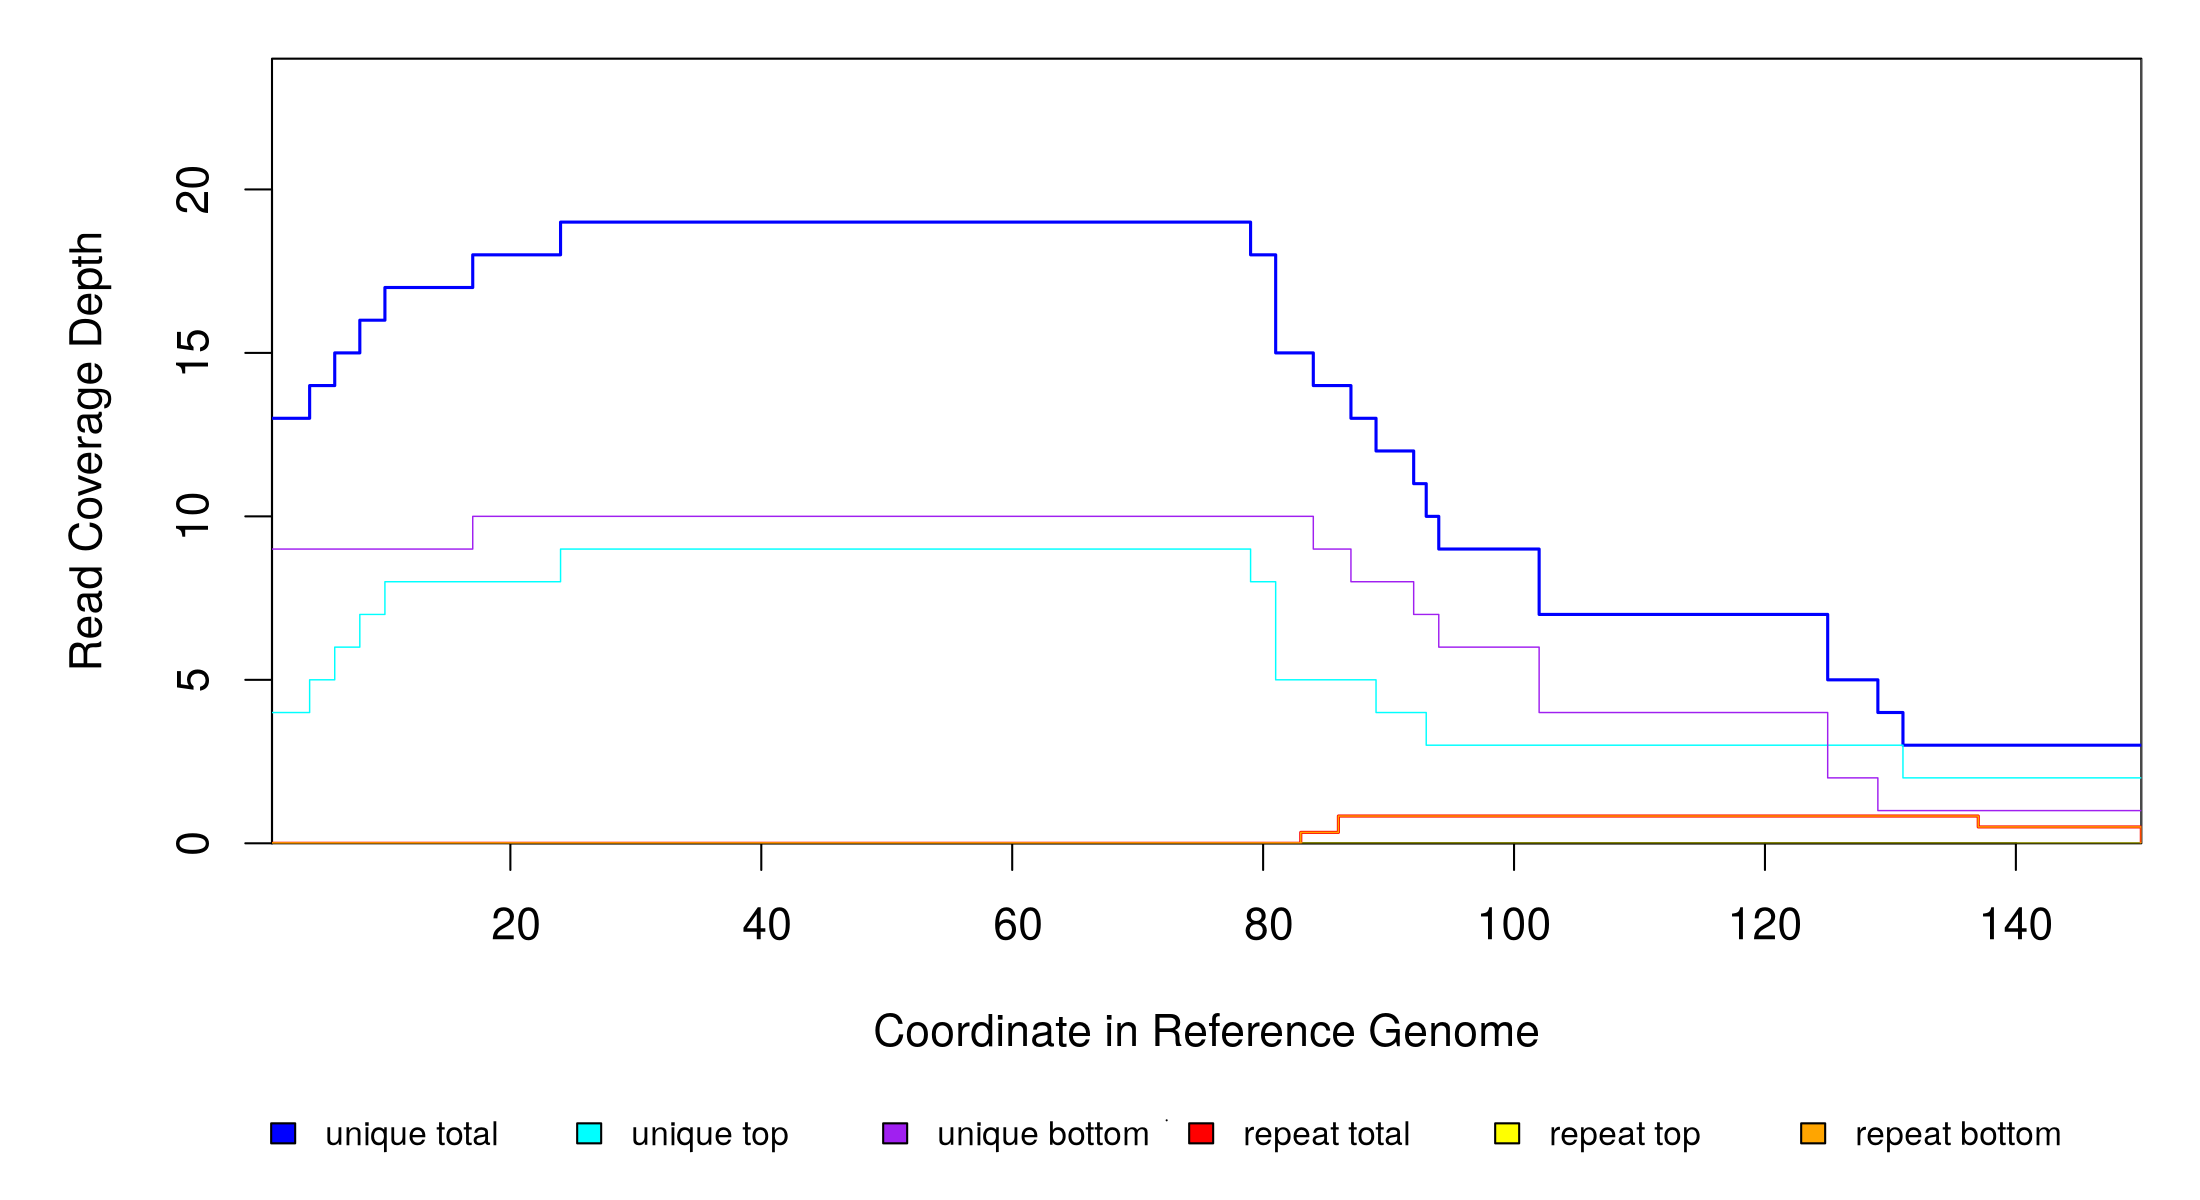 Read Coverage Depth
20
15
10
5
0
20 40 60 80 100 120 140
Coordinate in Reference Genome
unique total unique top unique bottom repeat total repeat top repeat bottom